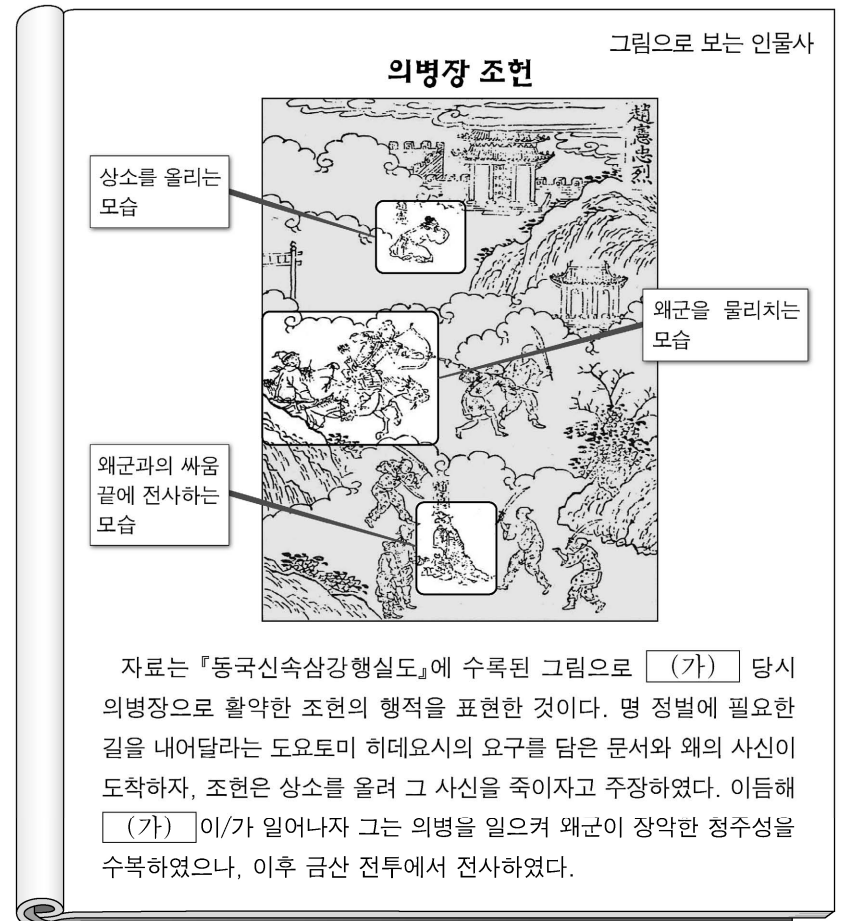 그림으로 보는 인물사
의병장 조헌
趙憲忠烈
상소를 올리는
모습
趙憲
왜군을 물리치는
모습
왜군과의 싸움
끝에 전사하는
모습
자료는 『동국신속삼강행실도』에 수록된 그림으로 (가) 당시
의병장으로 활약한 조헌의 행적을 표현한 것이다. 명 정벌에 필요한
길을 내어달라는 도요토미 히데요시의 요구를 담은 문서와 왜의 사신이
도착하자, 조헌은 상소를 올려 그 사신을 죽이자고 주장하였다. 이듬해
(가) 이/가 일어나자 그는 의병을 일으켜 왜군이 장악한 청주성을
수복하였으나, 이후 금산 전투에서 전사하였다.